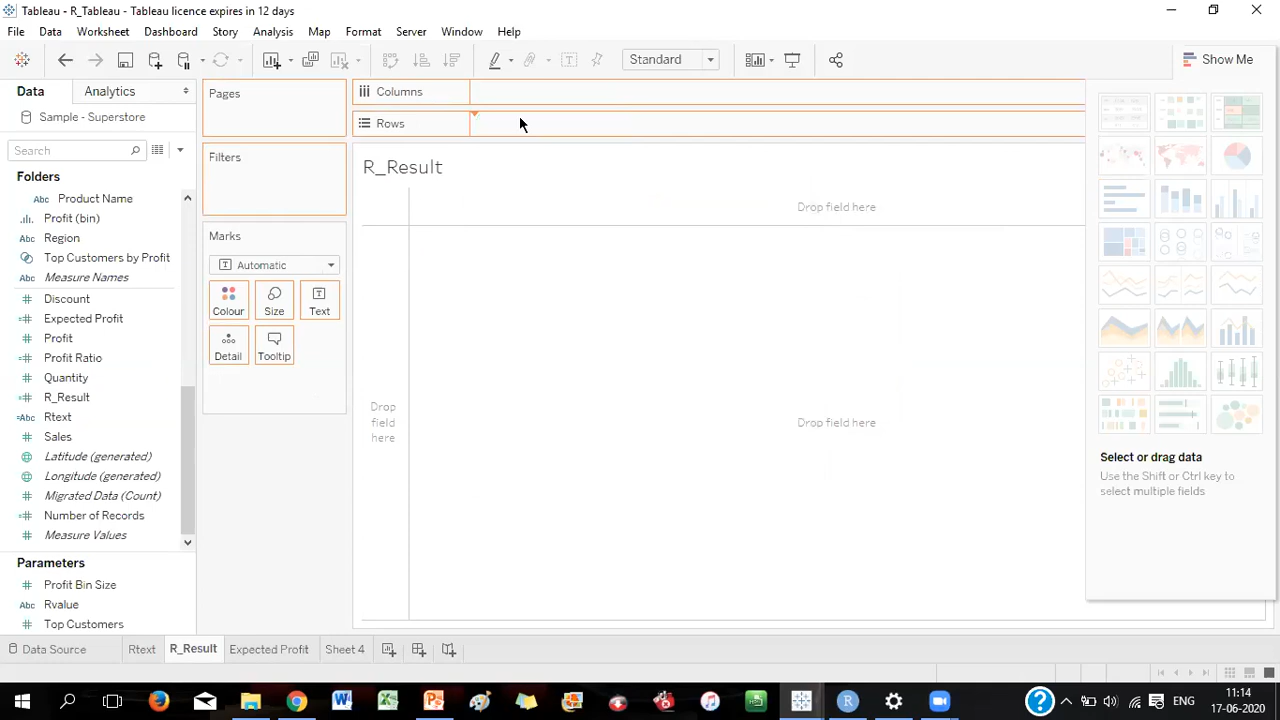 Tableau - R_Tableau - Tableau licence expires in 12 days
File Data Worksheet Dashboard Story Analysis Map Format Server Window Help
Standard
Show Me
Data Analytics
Sample - Superstore
Search
Folders
Abc Product Name
Profit (bin)
Abc Region
Top Customers by Profit
Abc Measure Names
Discount
Expected Profit
Profit
Profit Ratio
Quantity
R_Result
Abc Rtext
Sales
Latitude (generated)
Longitude (generated)
Migrated Data (Count)
Number of Records
Measure Values
Parameters
Profit Bin Size
Abc Rvalue
Top Customers
Pages
Filters
Marks
Automatic
Colour Size Text
Detail Tooltip
Columns
Rows
R_Result
Drop field here
Drop
field
here
Drop field here
Select or drag data
Use the Shift or Ctrl key to
select multiple fields
Data Source Rtext R_Result Expected Profit Sheet 4
ENG
11:14
17-06-2020